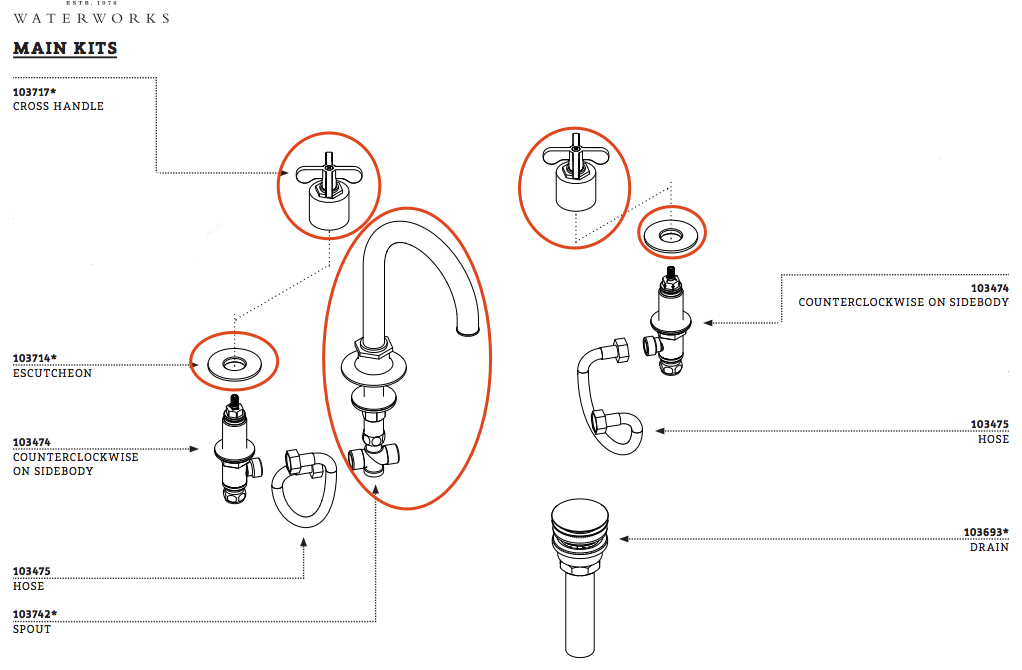 ESTB. 1978
WATERWORKS
MAIN KITS
103717*
CROSS HANDLE
103474
COUNTERCLOCKWISE ON SIDEBODY
103714*
ESCUTCHEON
103474
COUNTERCLOCKWISE
ON SIDEBODY
103475
HOSE
103693*
DRAIN
103475
HOSE
103742*
SPOUT